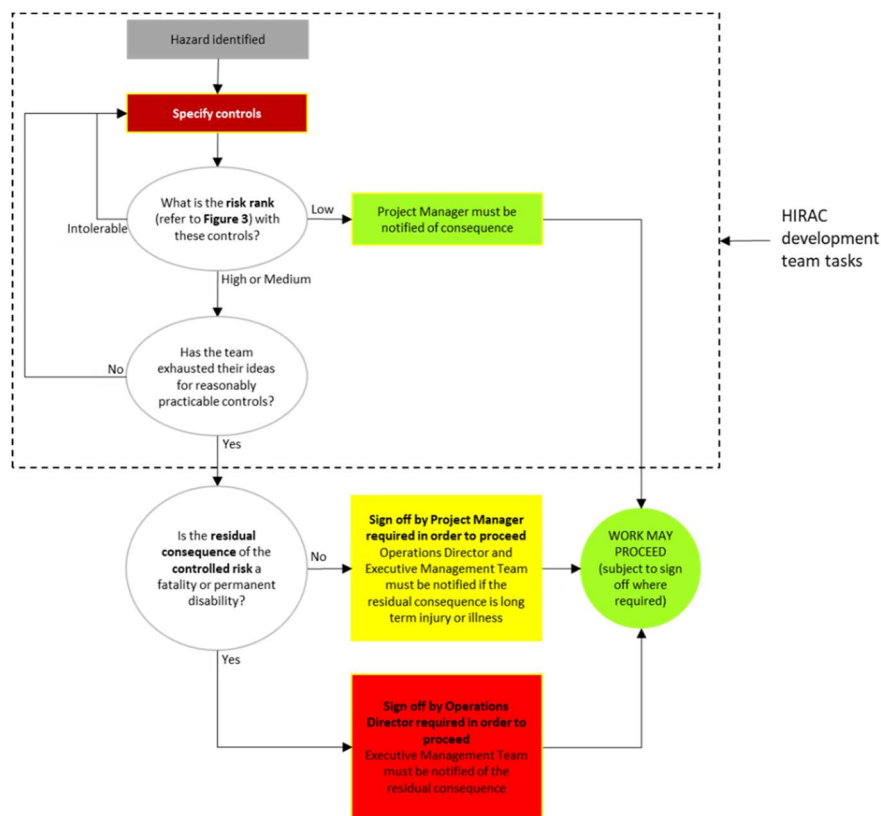 Hazard identified
Specify controls
What is the risk rank
(refer to Figure 3) with
these controls?
Intolerable
Low
Project Manager must be
notified of consequence
HIRAC
development
team tasks
High or Medium
Has the team
exhausted their ideas
for reasonably
practicable controls?
No
Yes
Is the residual
consequence of the
controlled risk a
fatality or permanent
disability?
No
Sign off by Project Manager
required in order to proceed
Operations Director and
Executive Management Team
must be notified if the
residual consequence is long
term injury or illness
WORK MAY
PROCEED
(subject to sign
off where
required)
Yes
Sign off by Operations
Director required in order to
proceed
Executive Management Team
must be notified of the
residual consequence